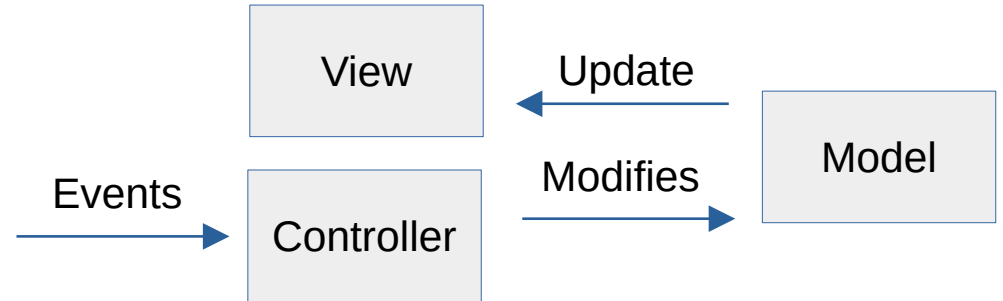 View
Update
Model
Events
Modifies
Controller